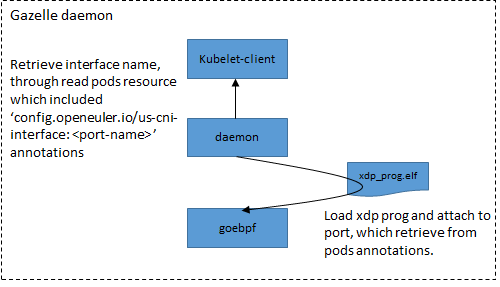 Gazelle daemon
Retrieve interface name,
through read pods resource
which included
‘config.openeuler.io/us-cni-
interface: <port-name>’
annotations
Kubelet-client
daemon
xdp_prog.elf
goebpf
Load xdp prog and attach to
port, which retrieve from
pods annotations.